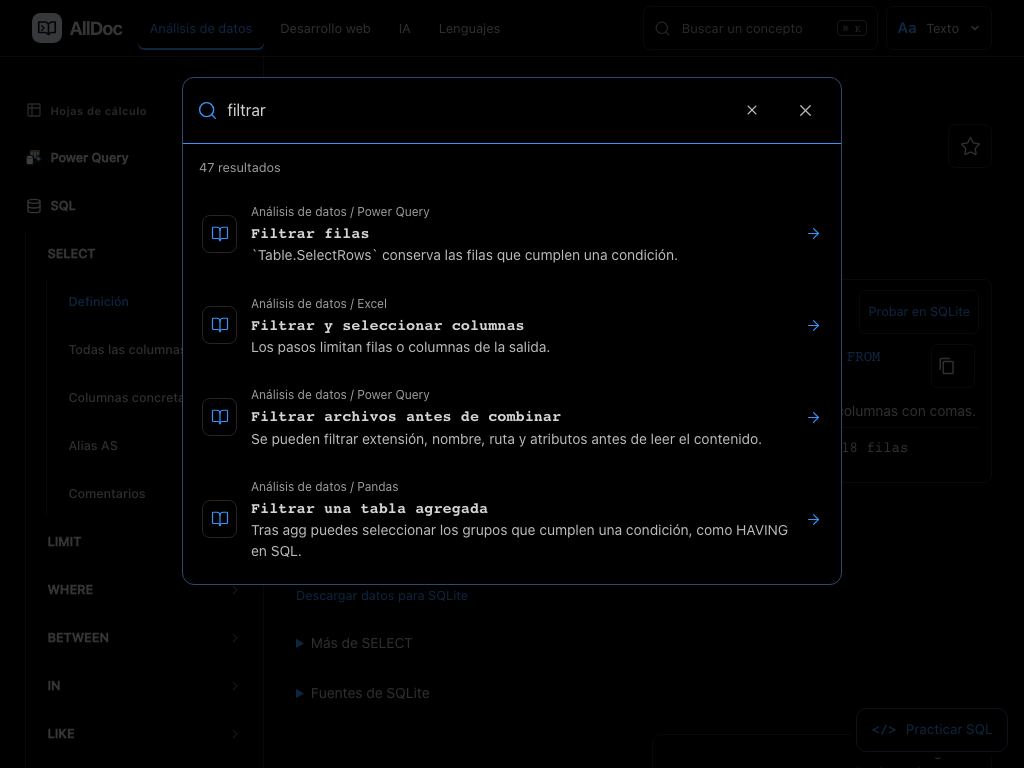 AllDoc
Análisis de datos
Desarrollo web
IA
Lenguajes
Buscar un concepto
⌘ K
Aa Texto
Hojas de cálculo
Power Query
SQL
SELECT
Definición
Todas las columnas
Columnas concreta
Alias AS
Comentarios
LIMIT
WHERE
BETWEEN
IN
LIKE
filtrar
47 resultados
Análisis de datos / Power Query
Filtrar filas
`Table.SelectRows` conserva las filas que cumplen una condición.
Análisis de datos / Excel
Filtrar y seleccionar columnas
Los pasos limitan filas o columnas de la salida.
Análisis de datos / Power Query
Filtrar archivos antes de combinar
Se pueden filtrar extensión, nombre, ruta y atributos antes de leer el contenido.
Análisis de datos / Pandas
Filtrar una tabla agregada
Tras agg puedes seleccionar los grupos que cumplen una condición, como HAVING
en SQL.
Probar en SQLite
FROM
columnas con comas.
18 filas
Descargar datos para SQLite
Más de SELECT
Fuentes de SQLite
</> Practicar SQL